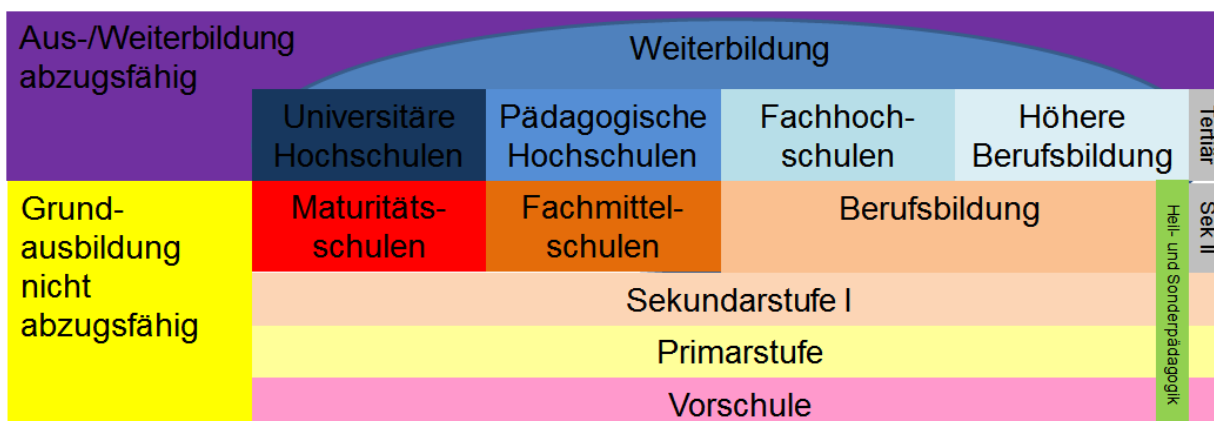 Aus-/Weiterbildung
abzugsfähig
Weiterbildung
Universitäre
Hochschulen
Pädagogische
Hochschulen
Fachhoch-
schulen
Höhere
Berufsbildung
Tertiär
Grund-
ausbildung
nicht
abzugsfähig
Maturitäts-
schulen
Fachmittel-
schulen
Berufsbildung
Heil- und Sonderpädagogik
Sek II
Sekundarstufe I
Primarstufe
Vorschule